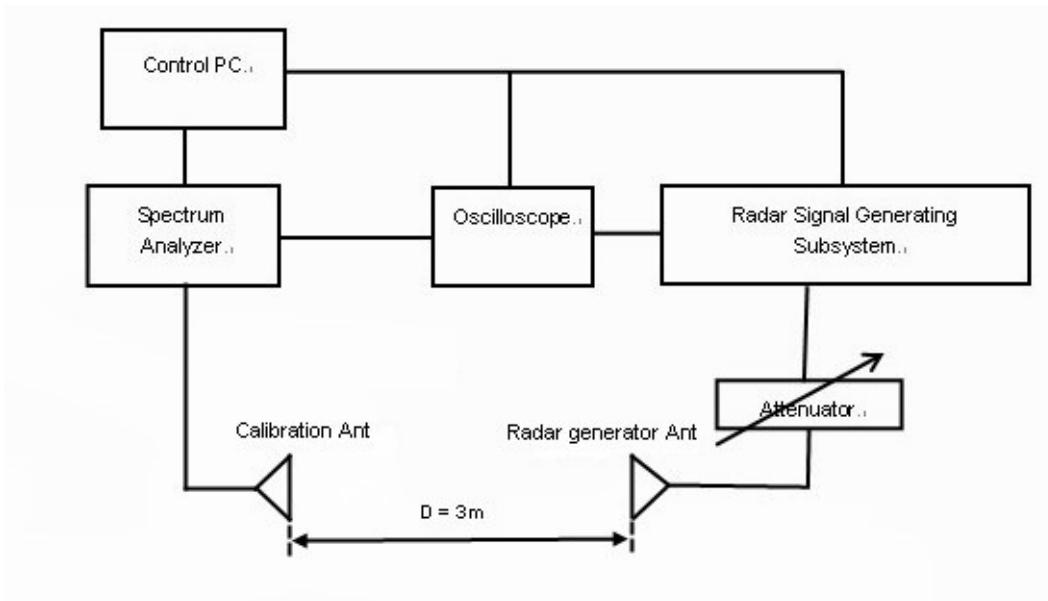 Control PC.
Spectrum
Analyzer.
Oscilloscope.
Radar Signal Generating
Subsystem.
Attenuator.
Calibration Ant
Radar generator Ant
D = 3m